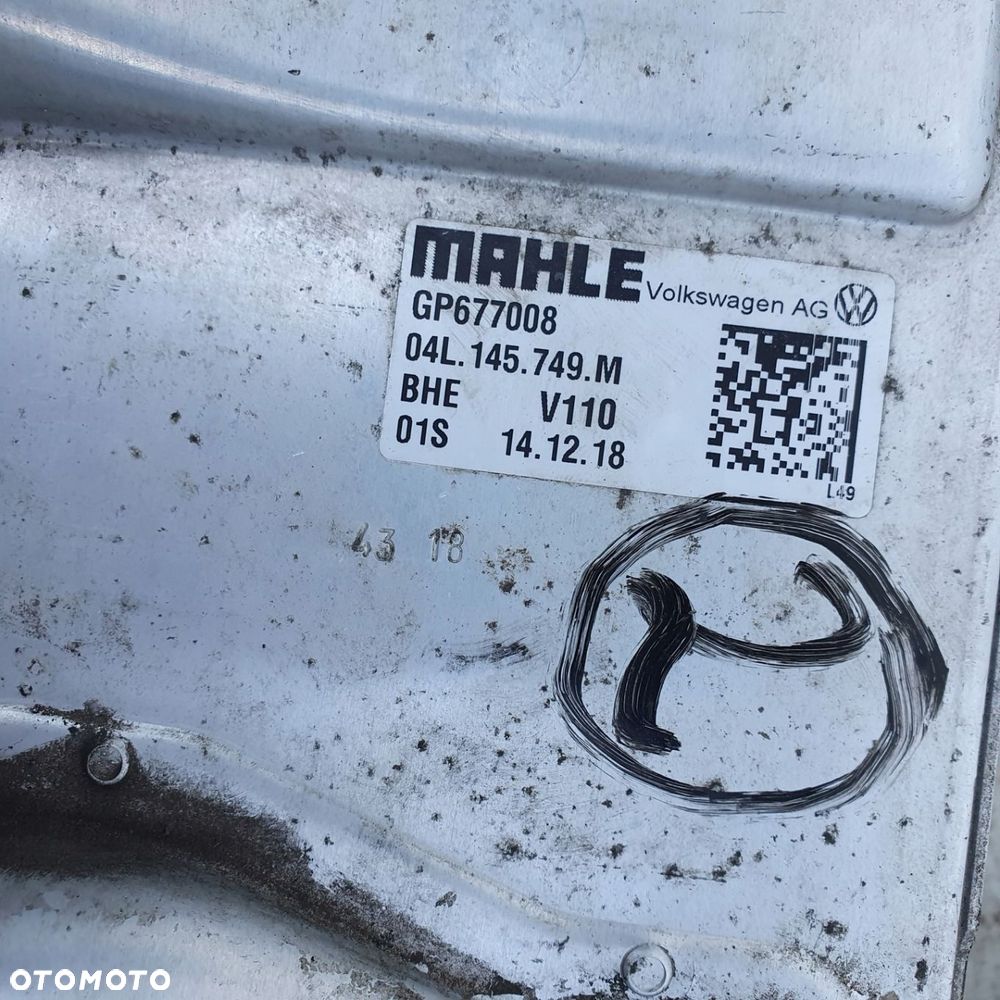 MAHLE Volkswagen AG
GP677008
04L.145.749.M
BHE V110
01S 14.12.18
L49
43 18
OTOMOTO